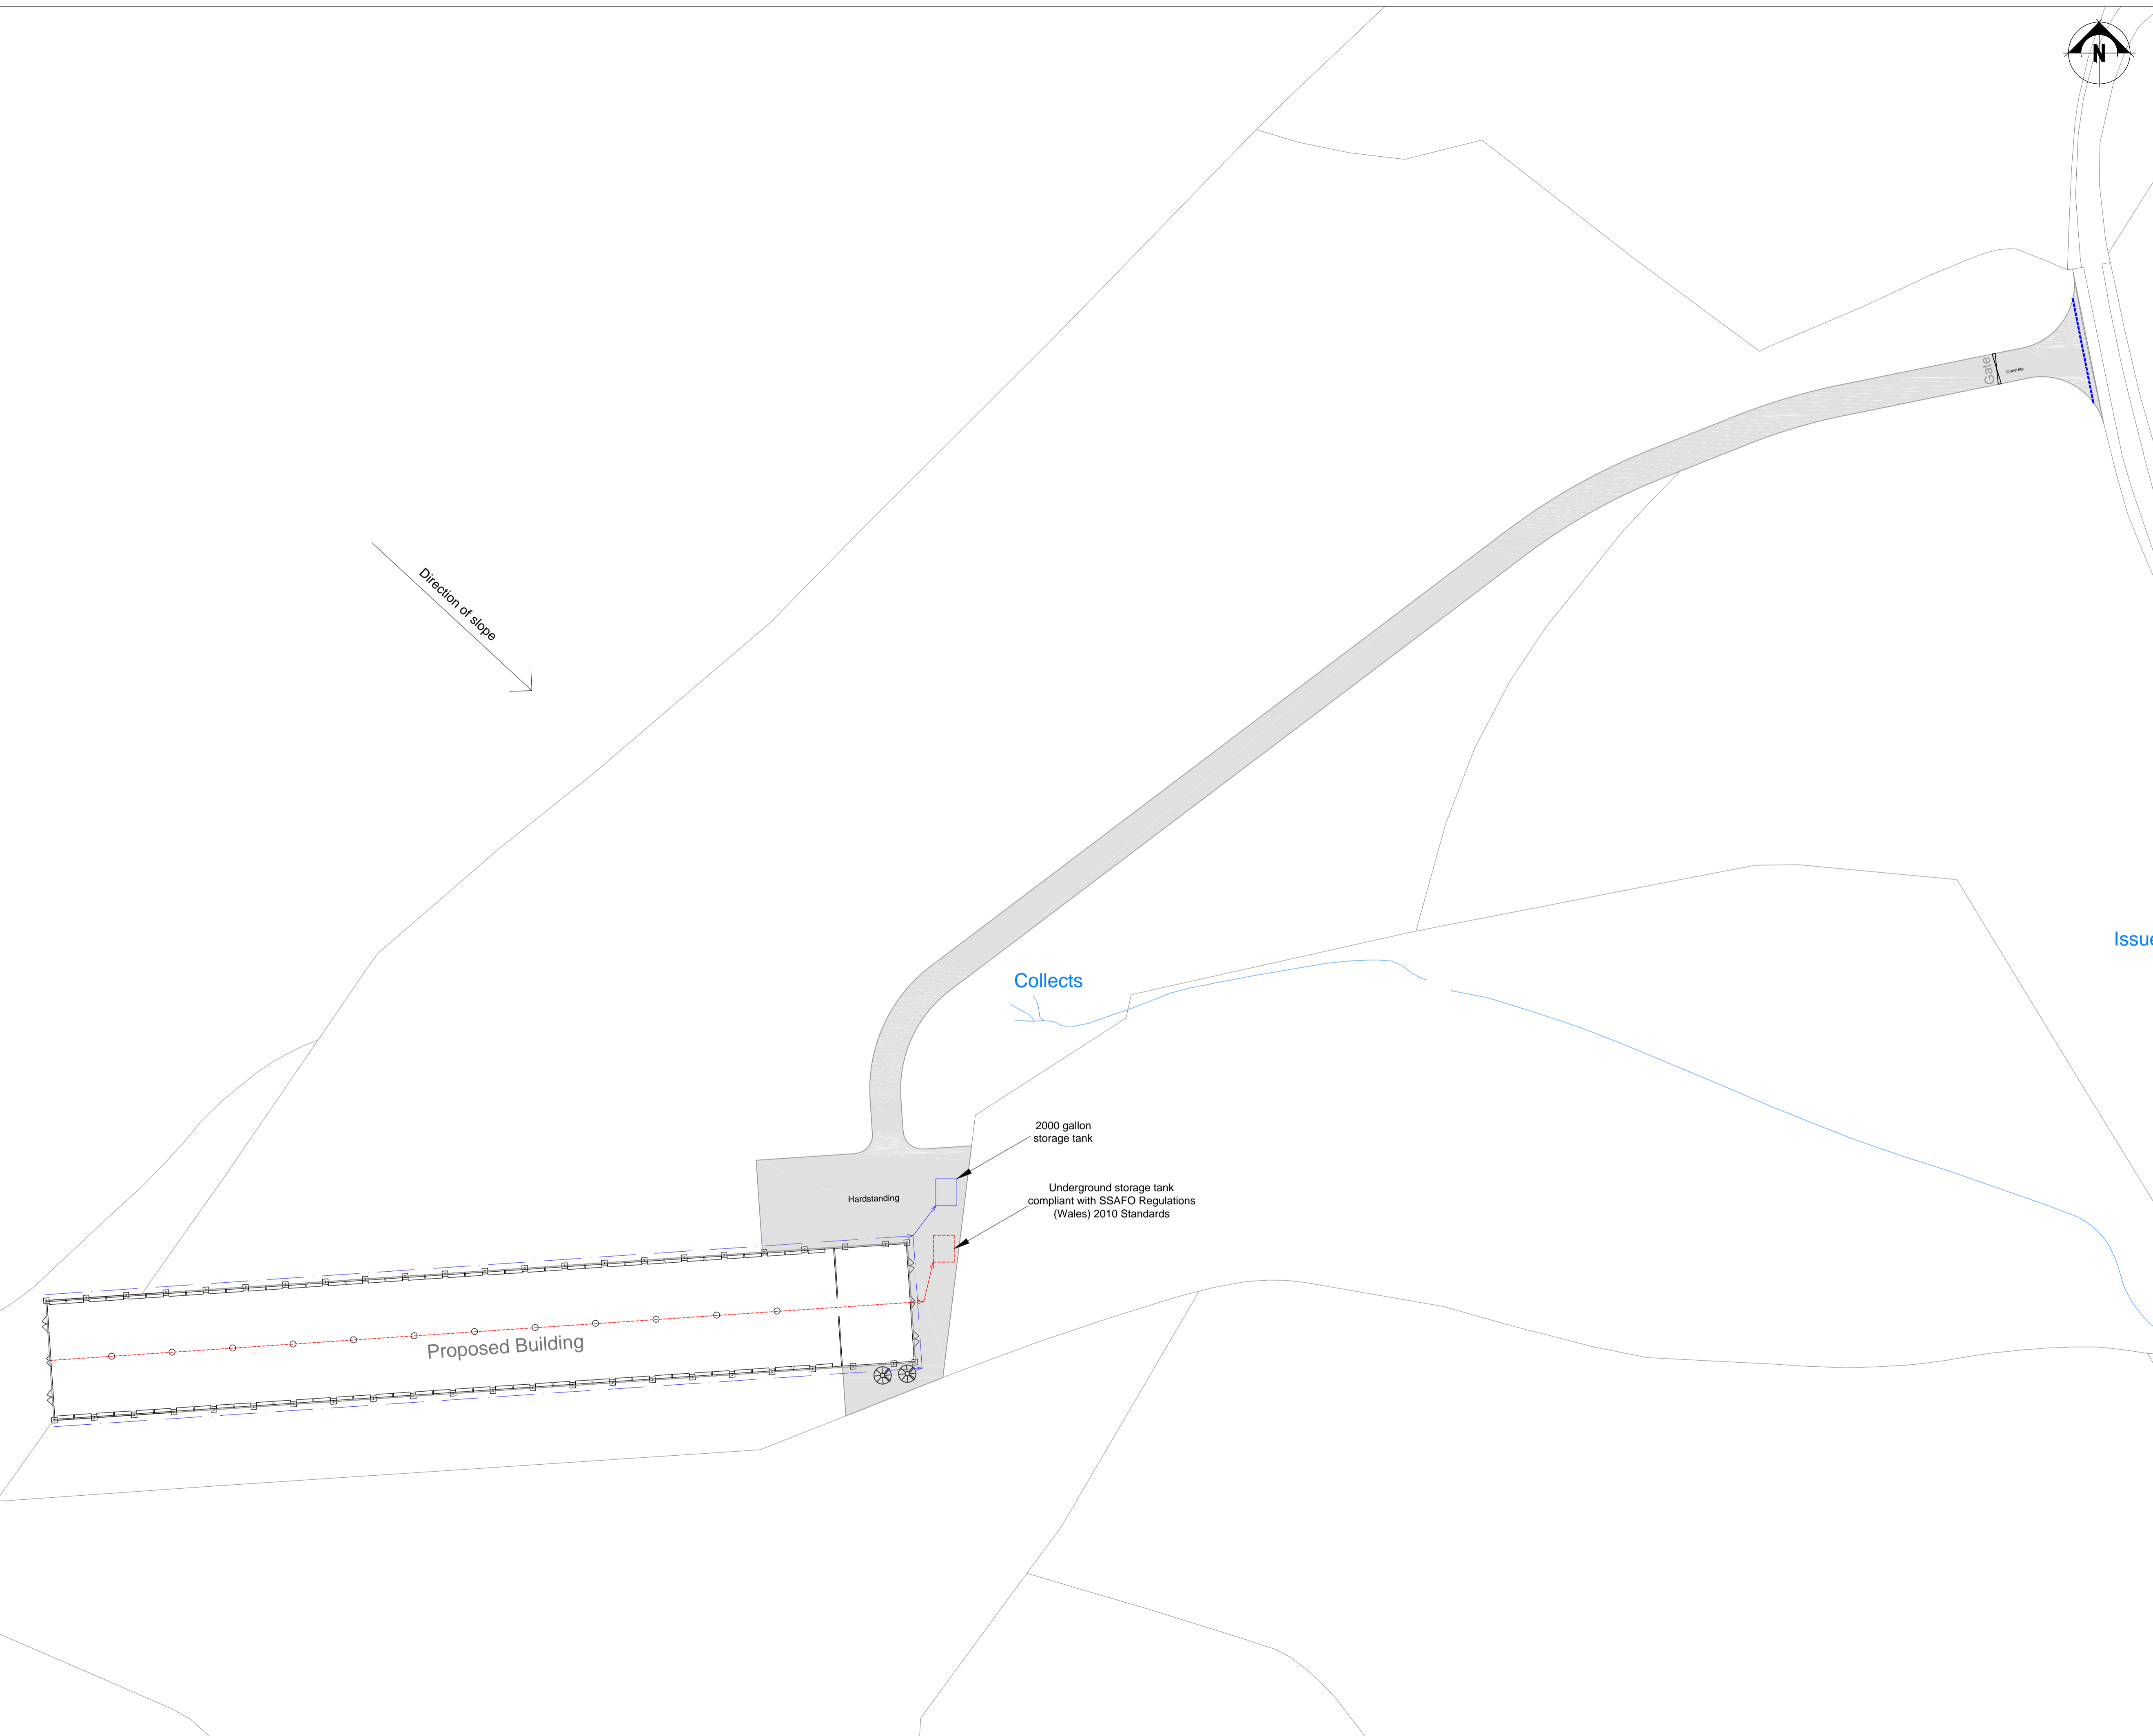 N
Gate
Concrete
Direction of slope
Issue
Collects
2000 gallon
storage tank
Underground storage tank
compliant with SSAFO Regulations
(Wales) 2010 Standards
Hardstanding
Proposed Building